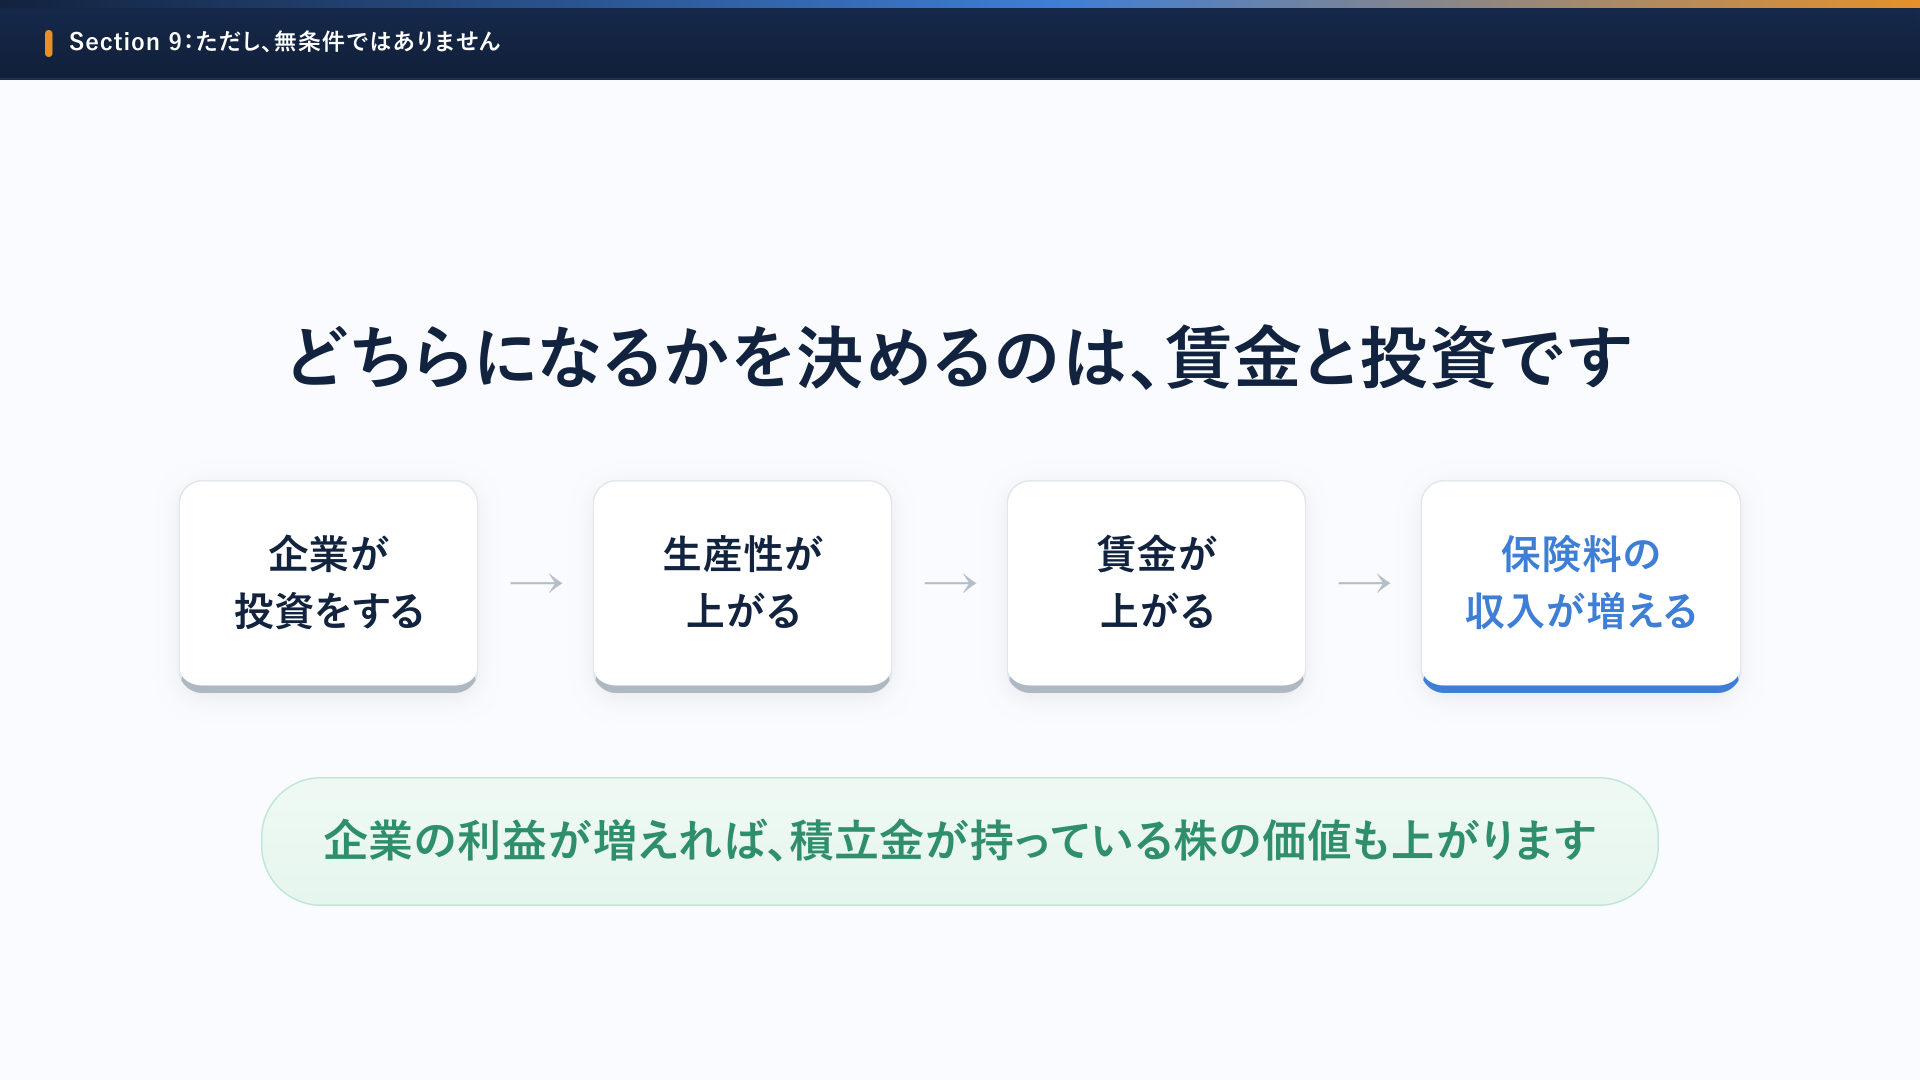 Section 9：ただし、無条件ではありません
どちらになるかを決めるのは、賃金と投資です
企業が
投資をする
生産性が
上がる
賃金が
上がる
保険料の
収入が増える
企業の利益が増えれば、積立金が持っている株の価値も上がります